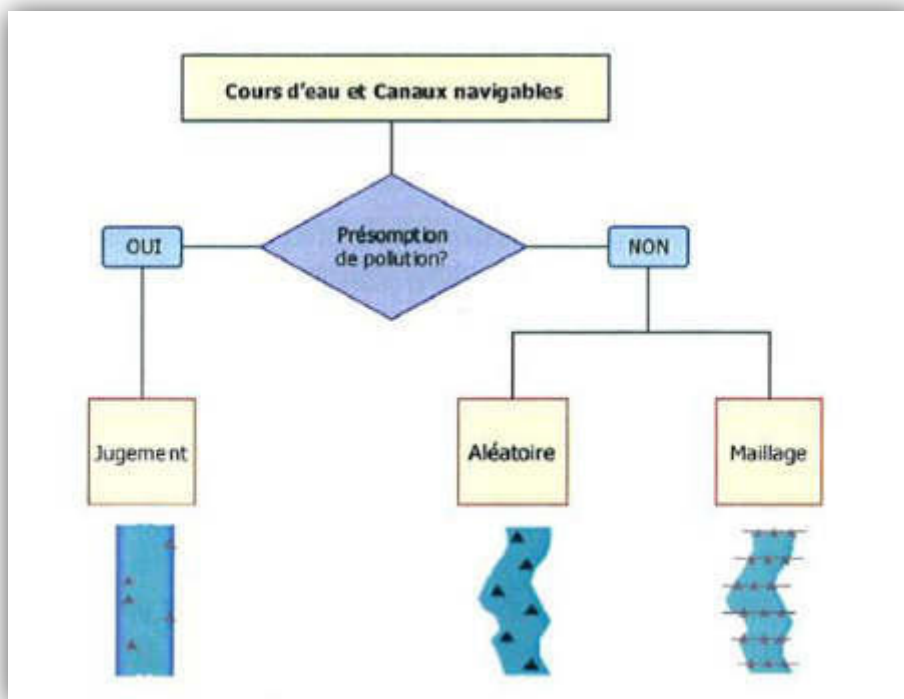 Cours d'eau et Canaux navigables
Présomption
de pollution?
OUI
NON
Jugement
Aléatoire
Maillage